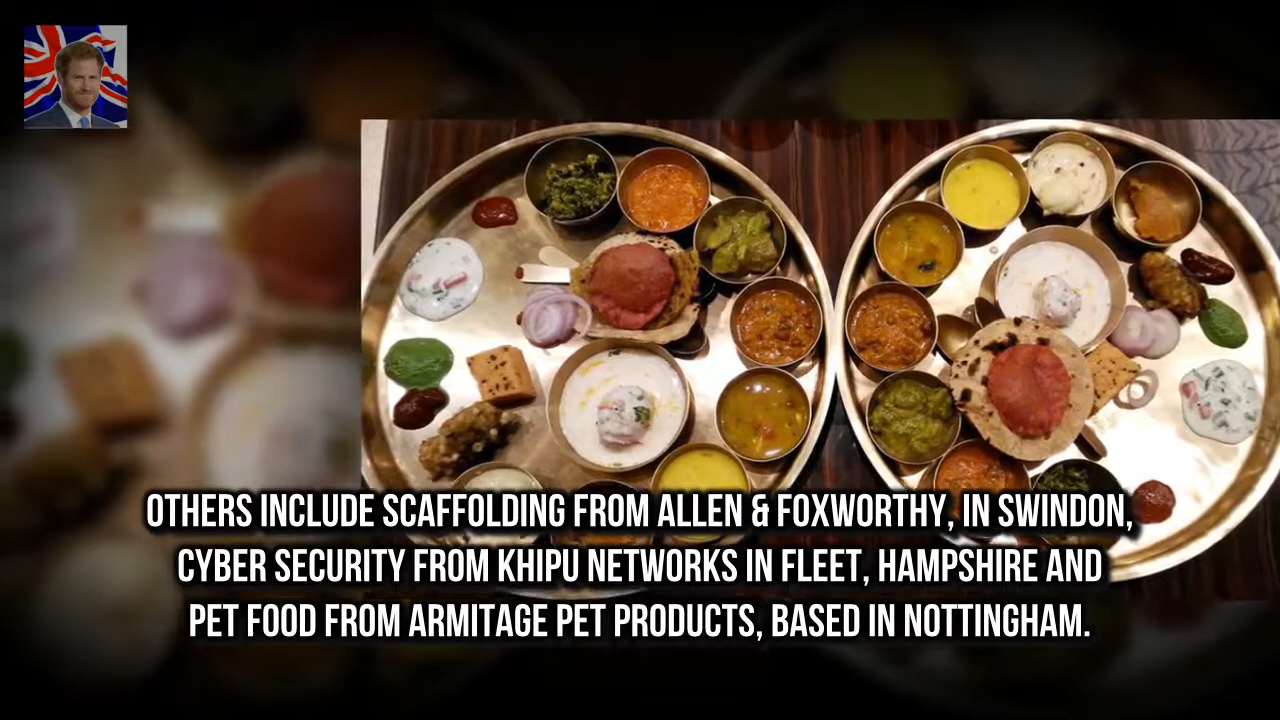 OTHERS INCLUDE SCAFFOLDING FROM ALLEN & FOXWORTHY, IN SWINDON,
CYBER SECURITY FROM KHIPU NETWORKS IN FLEET, HAMPSHIRE AND
PET FOOD FROM ARMITAGE PET PRODUCTS, BASED IN NOTTINGHAM.